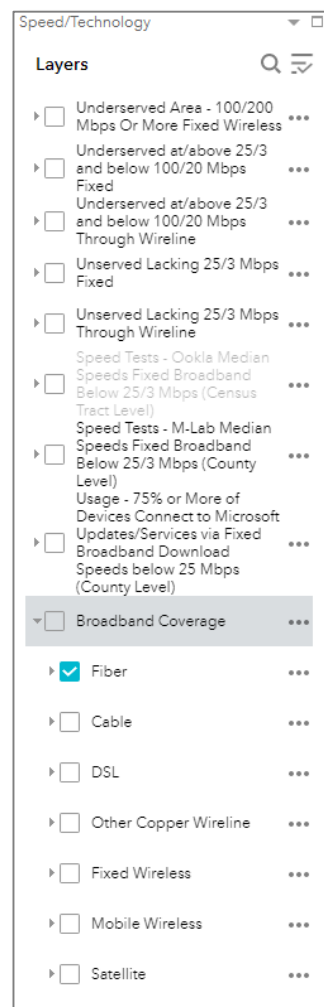 Speed/Technology
Layers
Underserved Area - 100/200
Mbps Or More Fixed Wireless
Underserved at/above 25/3
and below 100/20 Mbps
Fixed
Underserved at/above 25/3
and below 100/20 Mbps
Through Wireline
Unserved Lacking 25/3 Mbps
Fixed
Unserved Lacking 25/3 Mbps
Through Wireline
Speed Tests - Ookla Median
Speeds Fixed Broadband
Below 25/3 Mbps (Census
Tract Level)
Speed Tests - M-Lab Median
Speeds Fixed Broadband
Below 25/3 Mbps (County
Level)
Usage - 75% or More of
Devices Connect to Microsoft
Updates/Services via Fixed
Broadband Download
Speeds below 25 Mbps
(County Level)
Broadband Coverage
Fiber
Cable
DSL
Other Copper Wireline
Fixed Wireless
Mobile Wireless
Satellite